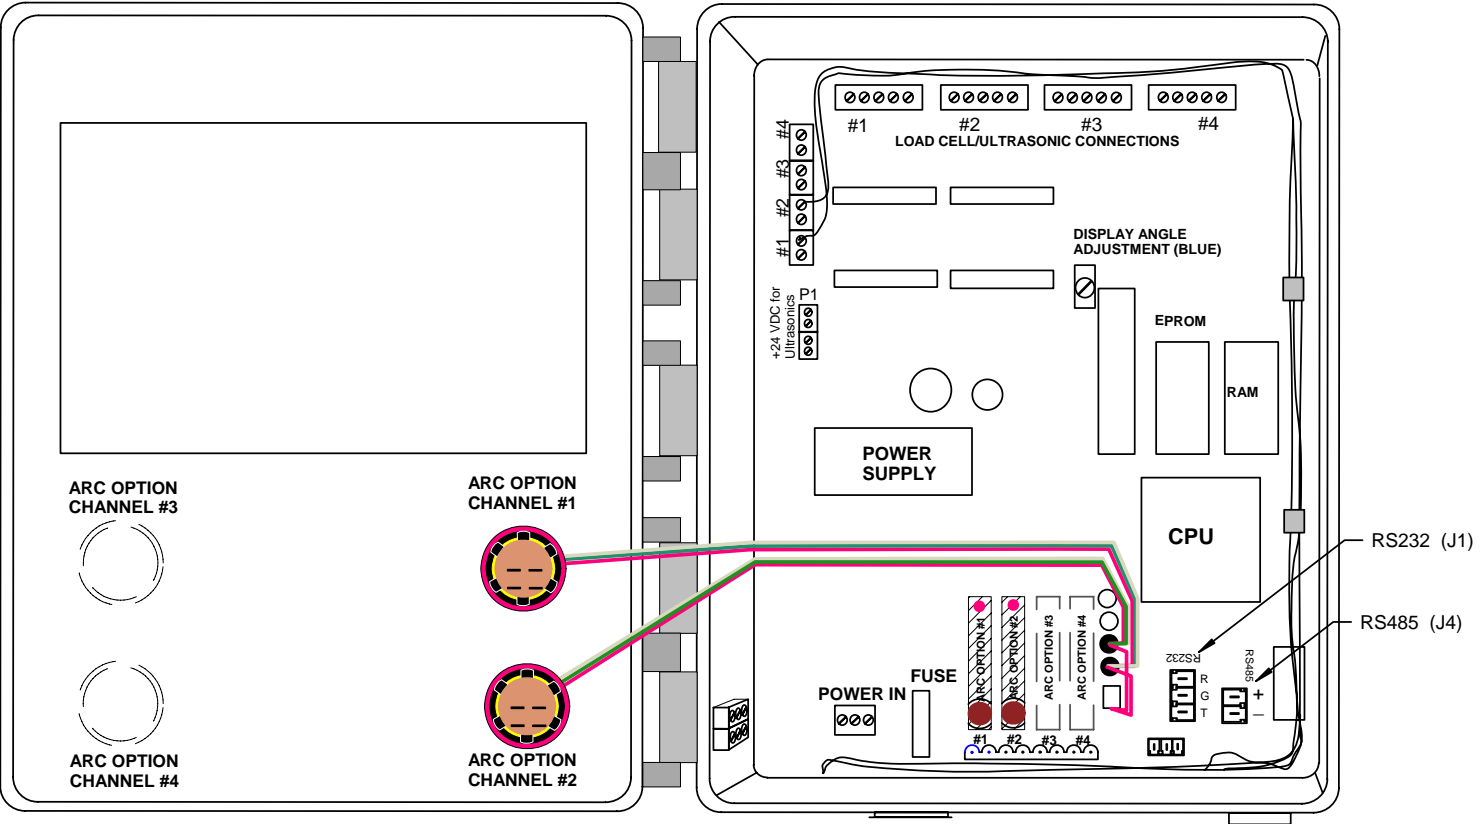 ARC OPTION
CHANNEL #3
ARC OPTION
CHANNEL #1
ARC OPTION
CHANNEL #4
ARC OPTION
CHANNEL #2
#1
#2
#3
#4
LOAD CELL/ULTRASONIC CONNECTIONS
#4
#3
#2
#1
DISPLAY ANGLE
ADJUSTMENT (BLUE)
P1
+24 VDC for
Ultrasonics
EPROM
RAM
POWER
SUPPLY
CPU
RS232 (J1)
RS485 (J4)
ARC OPTION #1
ARC OPTION #2
ARC OPTION #3
ARC OPTION #4
RS232
R
G
T
RS485
+
–
FUSE
POWER IN
#1
#2
#3
#4